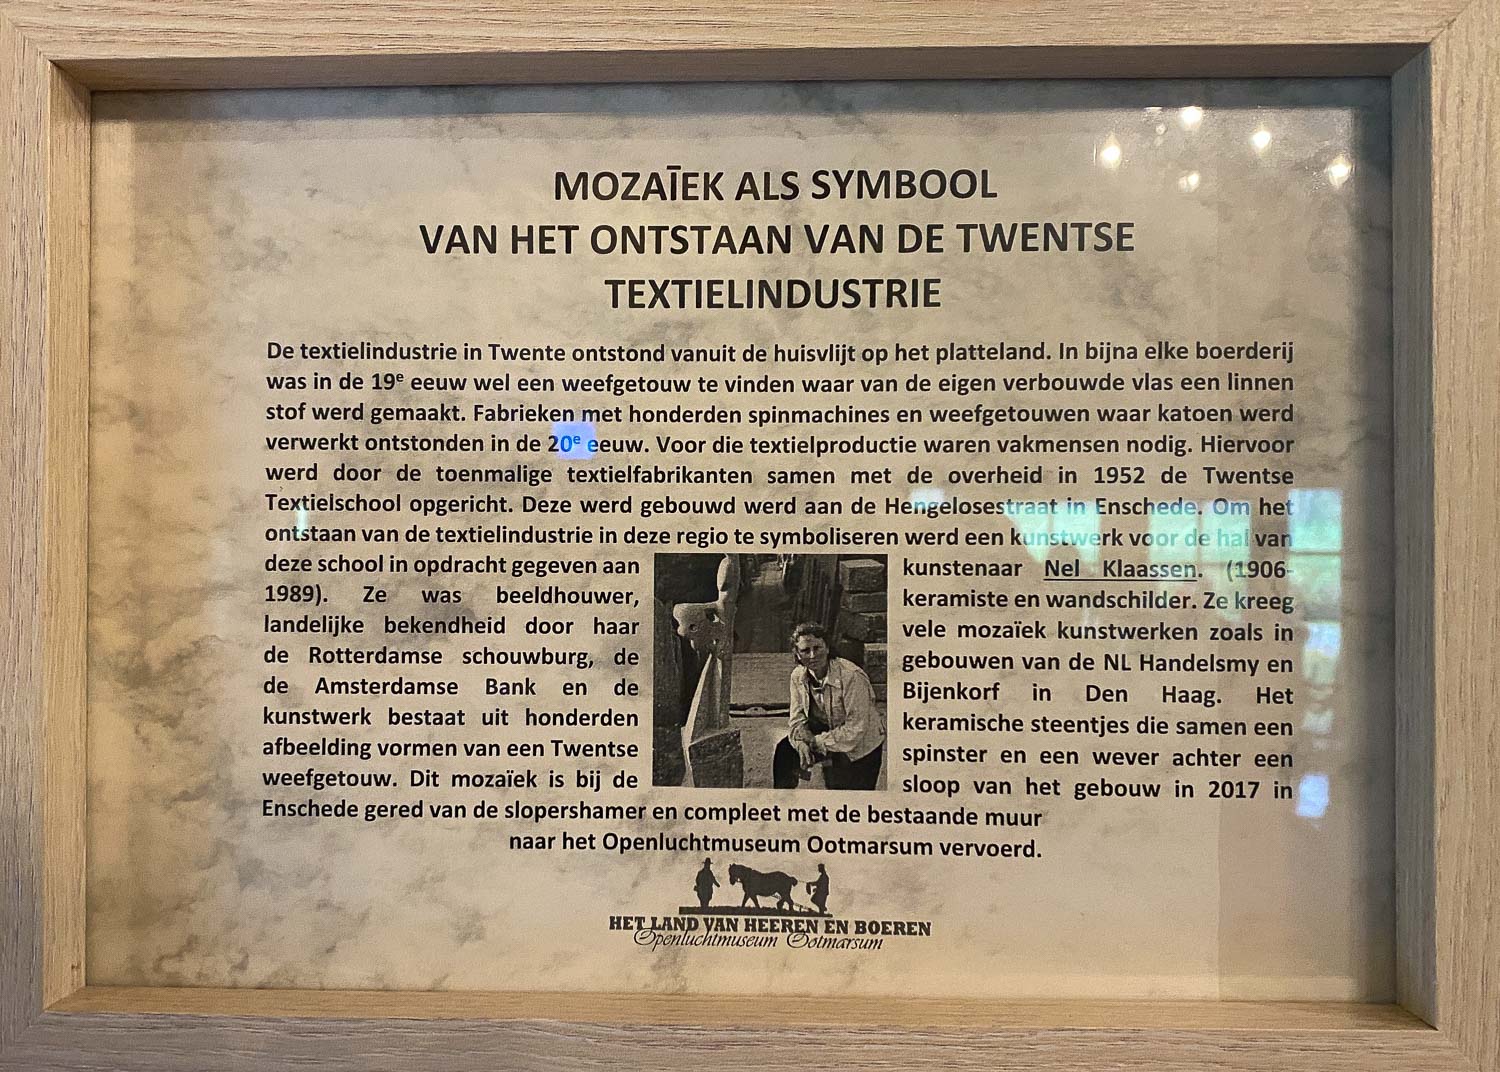 MOZAÏEK ALS SYMBOOL
VAN HET ONTSTAAN VAN DE TWENTSE
TEXTIELINDUSTRIE
De textielindustrie in Twente ontstond vanuit de huisvlijt op het platteland. In bijna elke boerderij
was in de 19e eeuw wel een weefgetouw te vinden waar van de eigen verbouwde vlas een linnen
stof werd gemaakt. Fabrieken met honderden spinmachines en weefgetouwen waar katoen werd
verwerkt ontstonden in de 20e eeuw. Voor die textielproductie waren vakmensen nodig. Hiervoor
werd door de toenmalige textielfabrikanten samen met de overheid in 1952 de Twentse
Textielschool opgericht. Deze werd gebouwd werd aan de Hengelosestraat in Enschede. Om het
ontstaan van de textielindustrie in deze regio te symboliseren werd een kunstwerk voor de hal van
deze school in opdracht gegeven aan kunstenaar Nel Klaassen. (1906-
1989). Ze was beeldhouwer, keramiste en wandschilder. Ze kreeg
landelijke bekendheid door haar vele mozaïek kunstwerken zoals in
de Rotterdamse schouwburg, de gebouwen van de NL Handelsmy en
de Amsterdamse Bank en de Bijenkorf in Den Haag. Het
kunstwerk bestaat uit honderden keramische steentjes die samen een
afbeelding vormen van een Twentse spinster en een wever achter een
weefgetouw. Dit mozaïek is bij de sloop van het gebouw in 2017 in
Enschede gered van de slopershamer en compleet met de bestaande muur
naar het Openluchtmuseum Ootmarsum vervoerd.
HET LAND VAN HEEREN EN BOEREN
Openluchtmuseum Ootmarsum